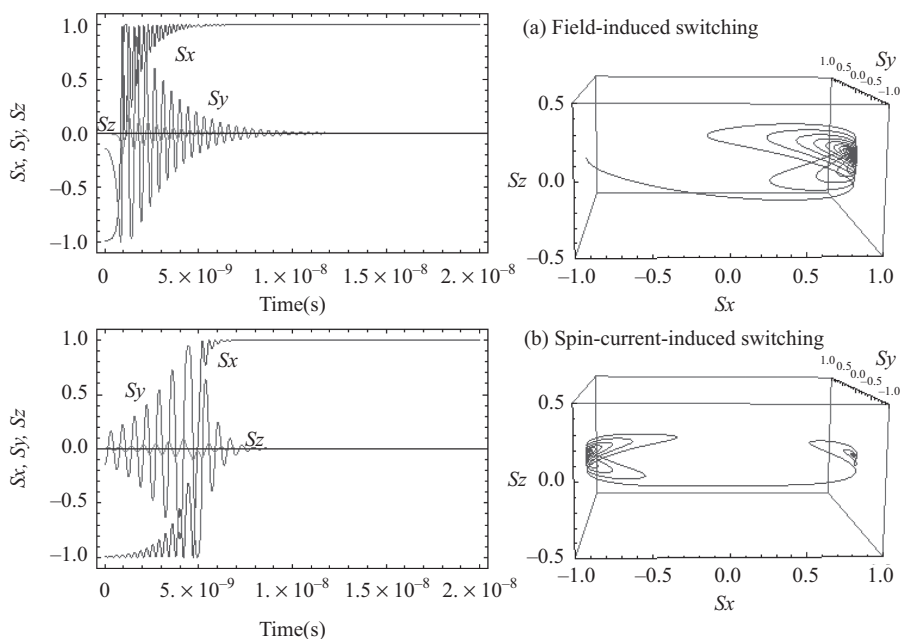 (a) Field-induced switching
1.0
0.5
0.0
−0.5
−1.0
Sx, Sy, Sz
Sx
Sy
Sz
0
5. × 10⁻⁹
1. × 10⁻⁸
1.5 × 10⁻⁸
2. × 10⁻⁸
Time(s)
Sy
1.0
0.5
0.0
−0.5
−1.0
0.5
Sz
0.0
−0.5
−1.0
−0.5
0.0
0.5
1.0
Sx
(b) Spin-current-induced switching
1.0
0.5
0.0
−0.5
−1.0
Sx, Sy, Sz
Sx
Sy
Sz
0
5. × 10⁻⁹
1. × 10⁻⁸
1.5 × 10⁻⁸
2. × 10⁻⁸
Time(s)
Sy
1.0
0.5
0.0
−0.5
−1.0
0.5
Sz
0.0
−0.5
−1.0
−0.5
0.0
0.5
1.0
Sx